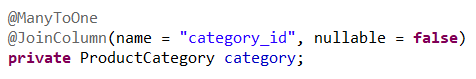 @ManyToOne
@JoinColumn(name = "category_id", nullable = false)
private ProductCategory category;